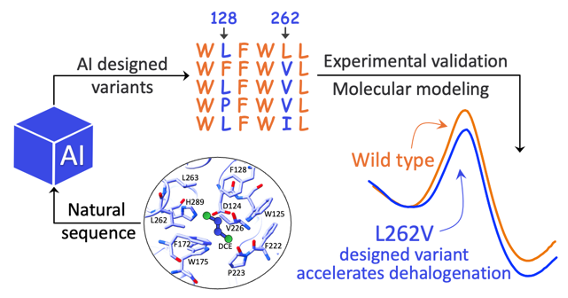 128 262
AI designed
variants
W L F W L L
W F F W V L
W L F W V L
W P F W V L
W L F W I L
Experimental validation
Molecular modeling
AI
Natural
sequence
L263
F128
H289
D124
L262
V226
W125
F172
DCE
F222
W175
P223
Wild type
L262V
designed variant
accelerates dehalogenation